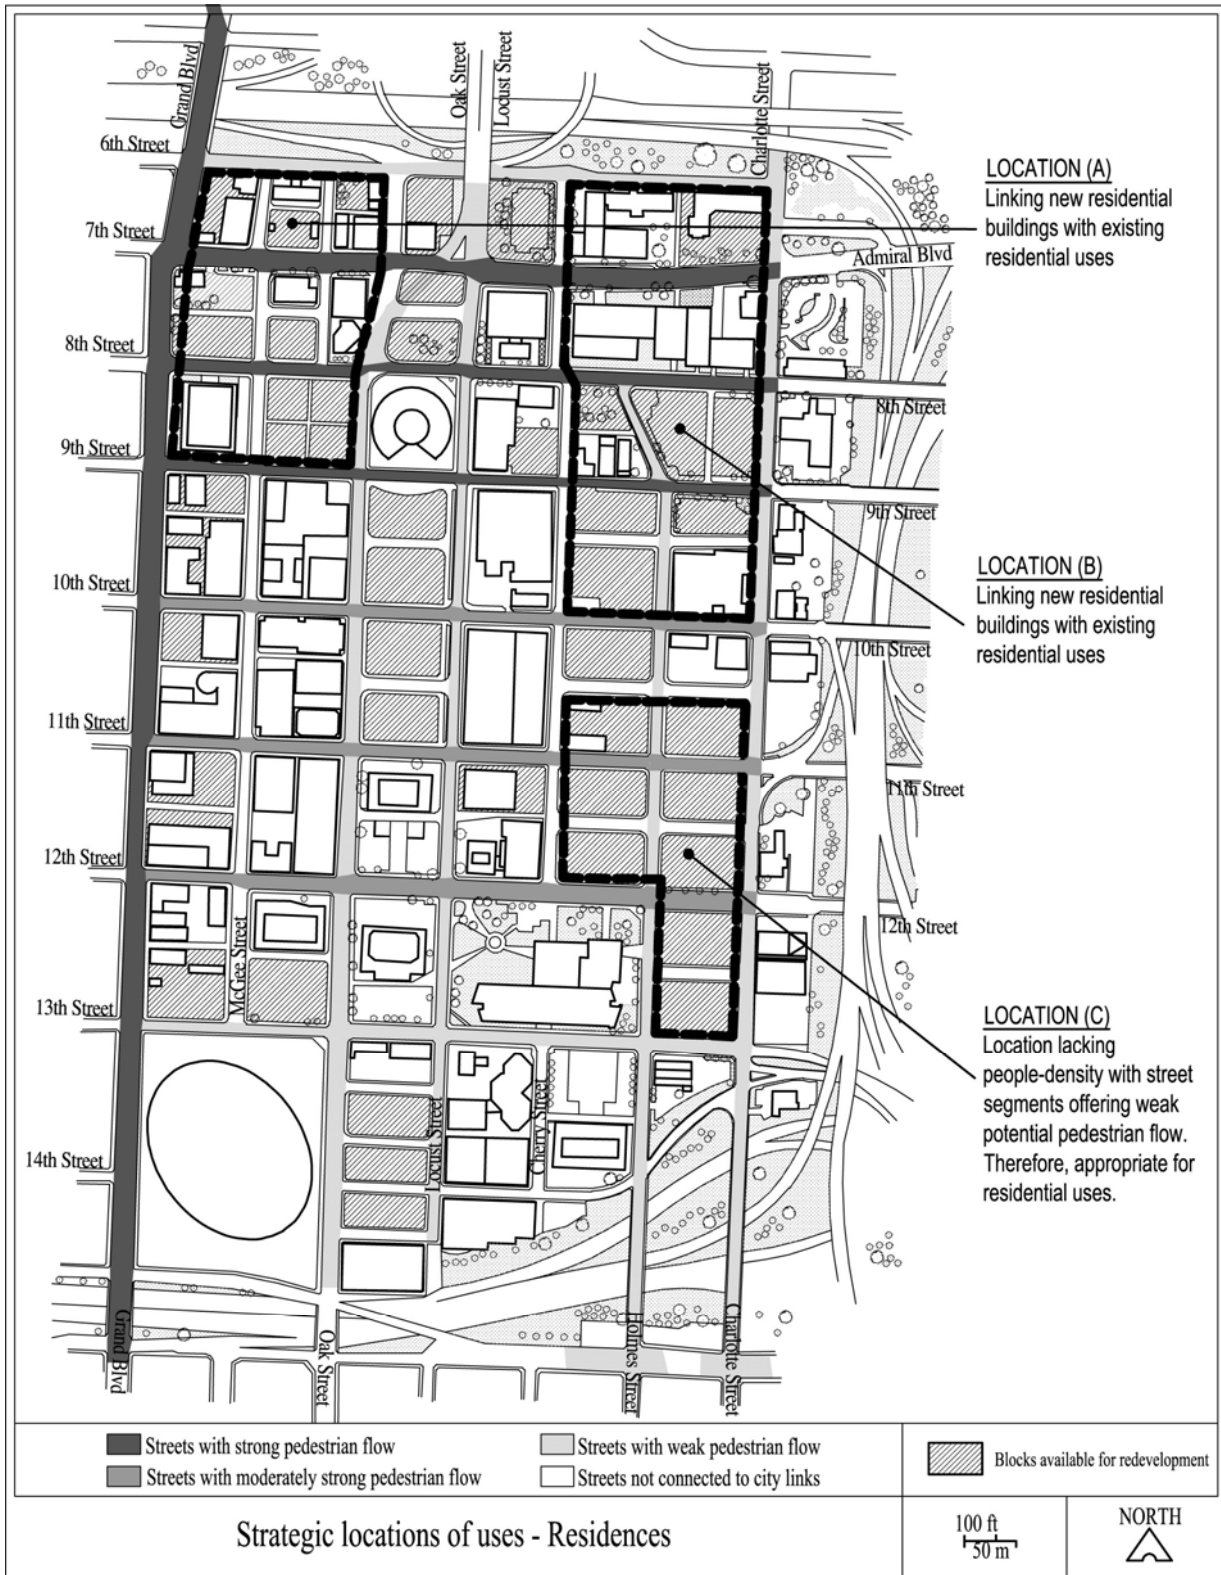 Grand Blvd
Oak Street
Locust Street
Charlotte Street
6th Street
7th Street
8th Street
9th Street
10th Street
11th Street
12th Street
13th Street
14th Street
McGee Street
Locust Street
Cherry Street
Grand Blvd
Oak Street
Holmes Street
Charlotte Street
Admiral Blvd
8th Street
9th Street
10th Street
11th Street
12th Street
LOCATION (A)
Linking new residential
buildings with existing
residential uses
LOCATION (B)
Linking new residential
buildings with existing
residential uses
LOCATION (C)
Location lacking
people-density with street
segments offering weak
potential pedestrian flow.
Therefore, appropriate for
residential uses.
Streets with strong pedestrian flow
Streets with moderately strong pedestrian flow
Streets with weak pedestrian flow
Streets not connected to city links
Blocks available for redevelopment
Strategic locations of uses - Residences
100 ft
50 m
NORTH